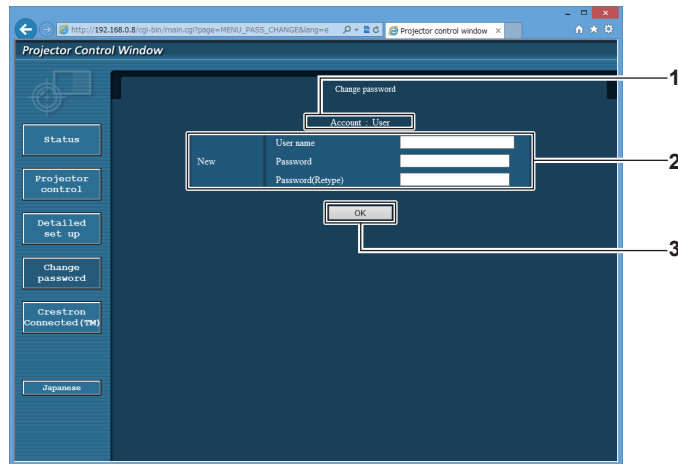 http://192.168.0.8/cgi-bin/main.cgi?page=MENU_PASS_CHANGE&lang=e
Projector control window
Projector Control Window
Change password
1
Account : User
Status
User name
New
Password
2
Password(Retype)
Projector
control
OK
Detailed
set up
3
Change
password
Crestron
Connected(TM)
Japanese